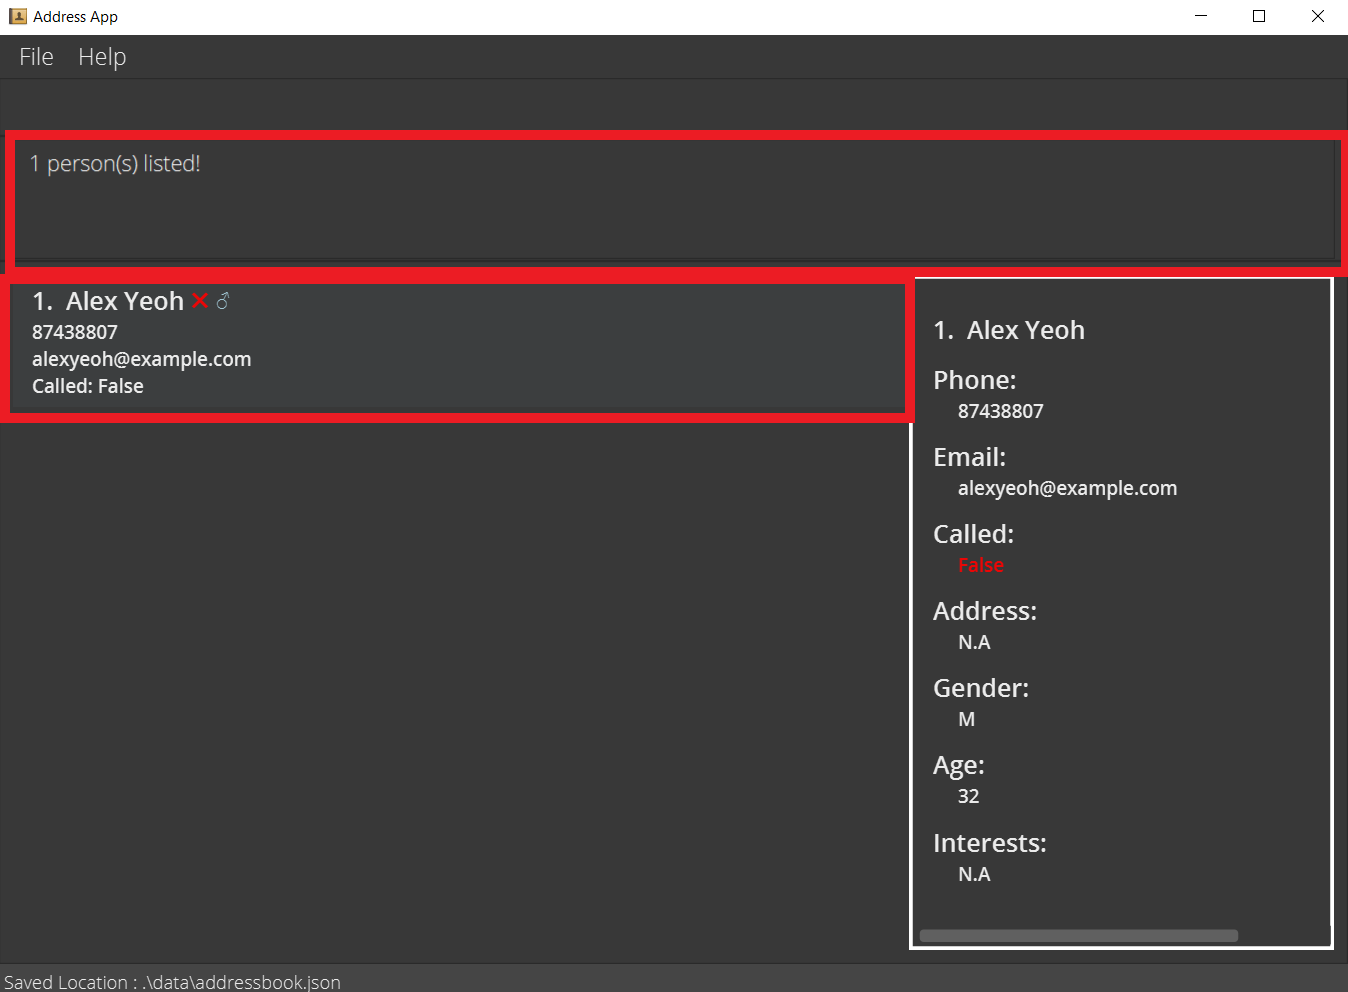 Address App
File Help
1 person(s) listed!
1. Alex Yeoh
87438807
alexyeoh@example.com
Called: False
1. Alex Yeoh
Phone:
87438807
Email:
alexyeoh@example.com
Called:
False
Address:
N.A
Gender:
M
Age:
32
Interests:
N.A
Saved Location : .\data\addressbook.json